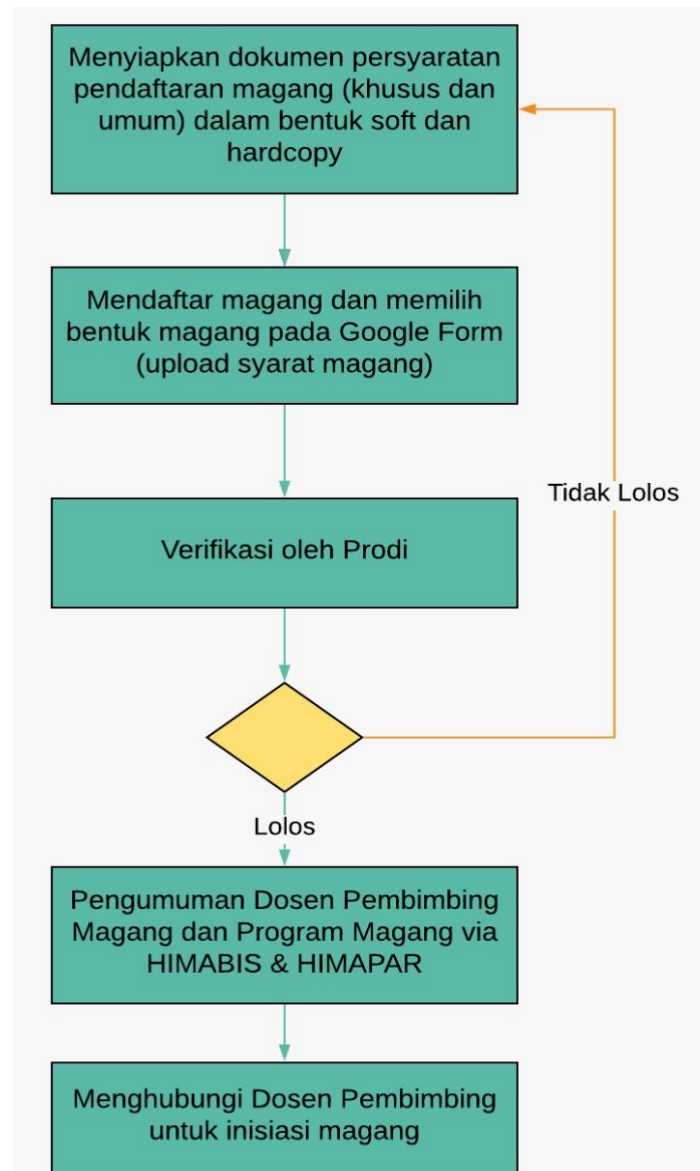 Menyiapkan dokumen persyaratan
pendaftaran magang (khusus dan
umum) dalam bentuk soft dan
hardcopy
Mendaftar magang dan memilih
bentuk magang pada Google Form
(upload syarat magang)
Tidak Lolos
Verifikasi oleh Prodi
Lolos
Pengumuman Dosen Pembimbing
Magang dan Program Magang via
HIMABIS & HIMAPAR
Menghubungi Dosen Pembimbing
untuk inisiasi magang